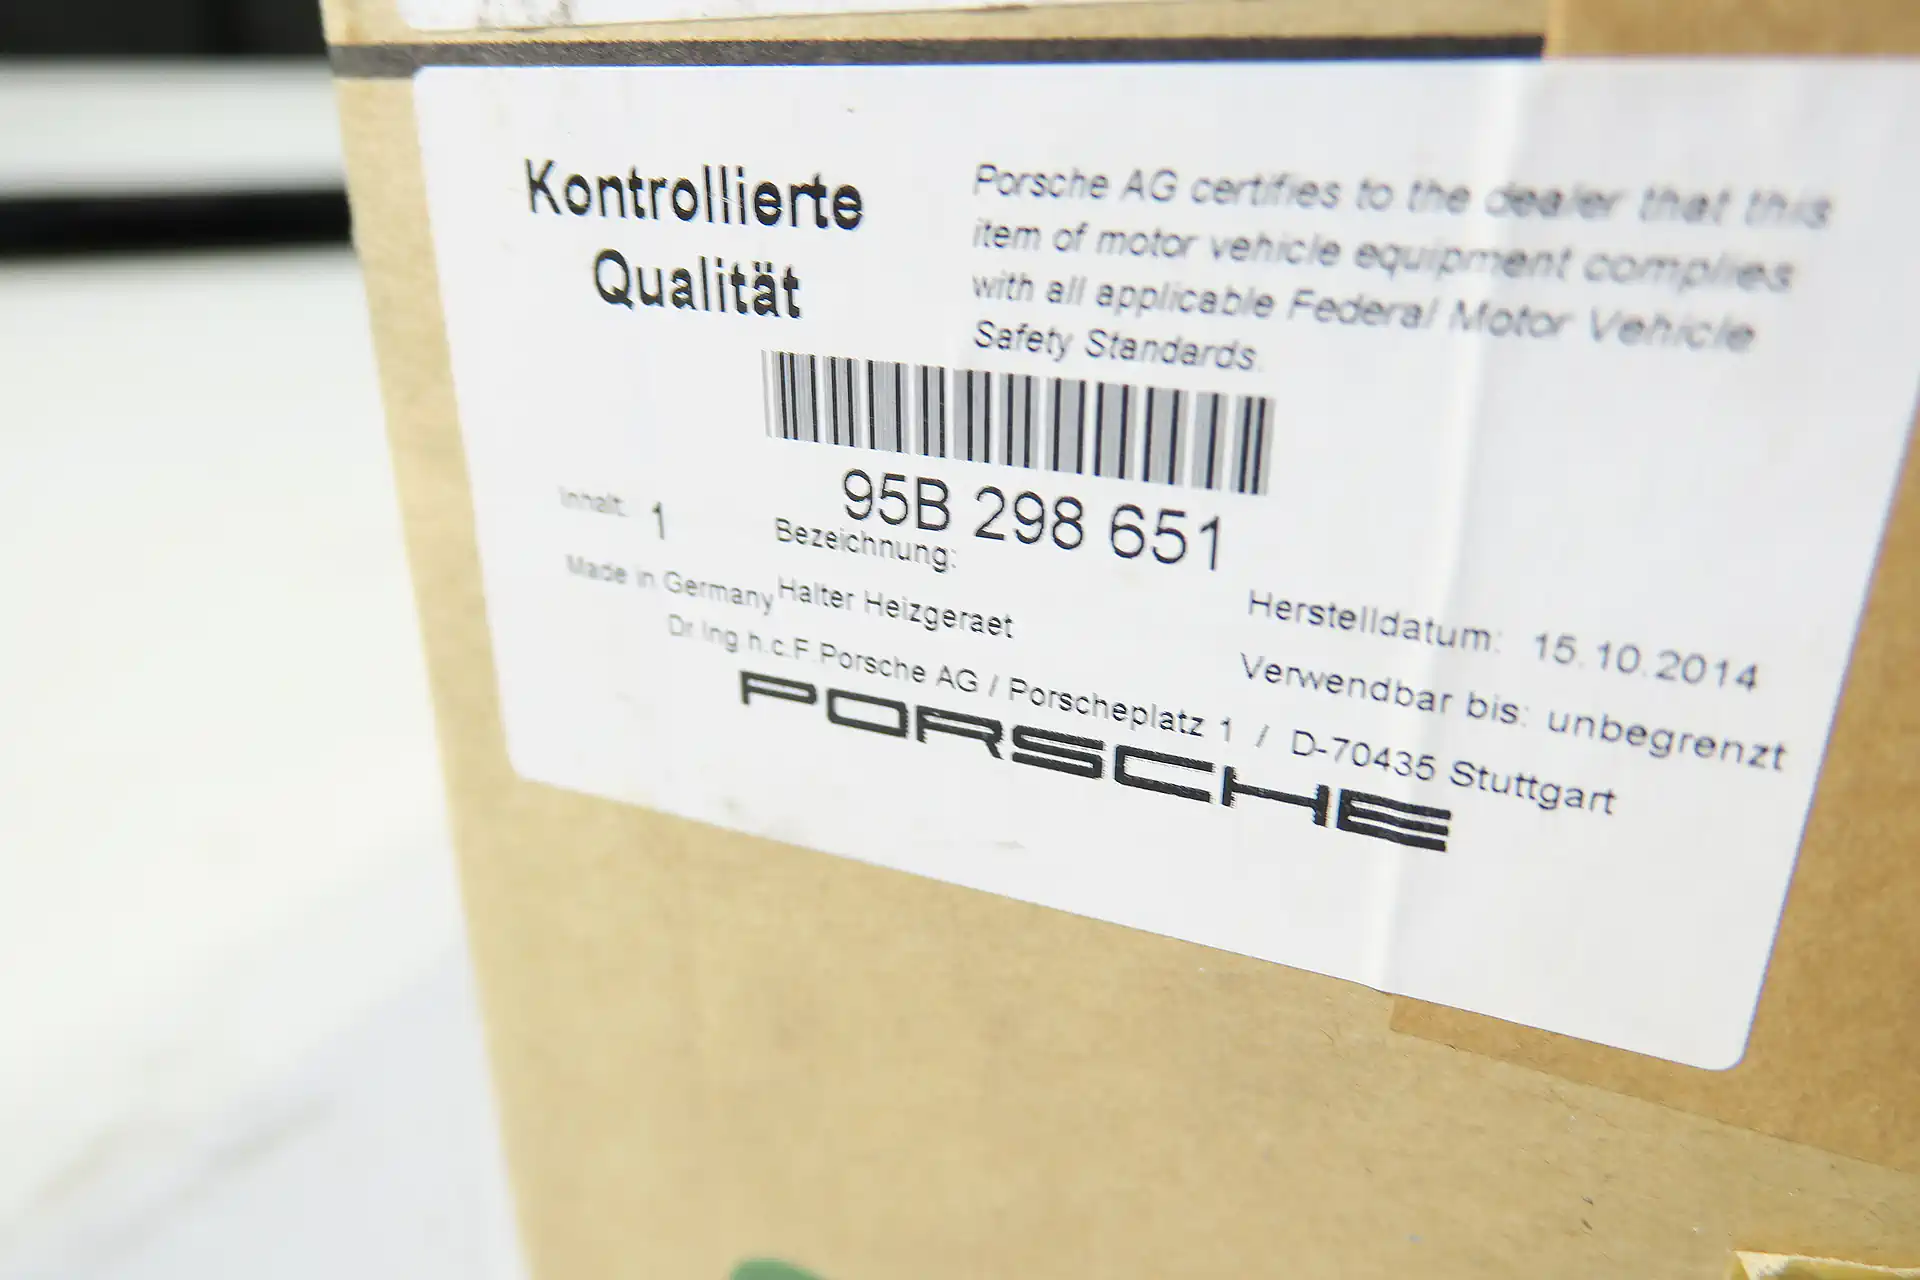 Kontrollierte
Qualität
Porsche AG certifies to the dealer that this
item of motor vehicle equipment complies
with all applicable Federal Motor Vehicle
Safety Standards.
95B 298 651
Inhalt: 1
Bezeichnung:
Made in Germany
Halter Heizgeraet
Herstelldatum: 15.10.2014
Verwendbar bis: unbegrenzt
Dr.Ing h.c.F.Porsche AG / Porscheplatz 1 / D-70435 Stuttgart
PORSCHE